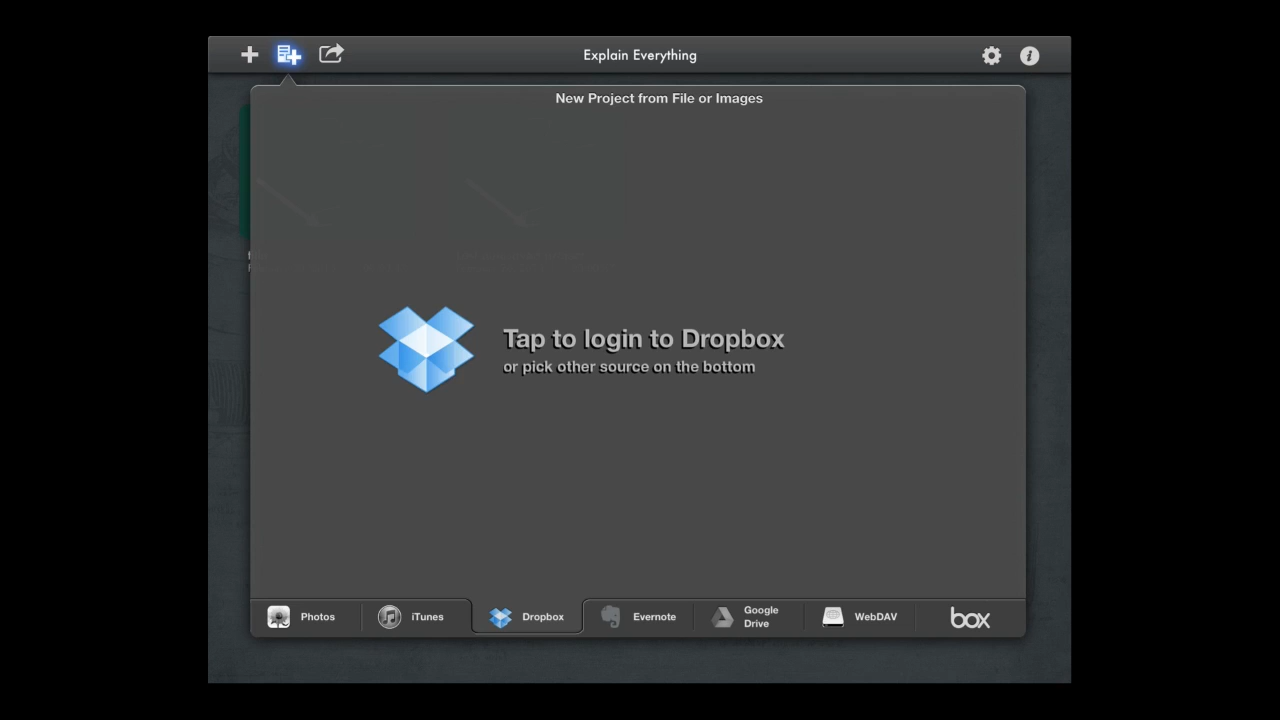 Explain Everything
New Project from File or Images
Tap to login to Dropbox
or pick other source on the bottom
Photos
iTunes
Dropbox
Evernote
Google
Drive
WebDAV
box